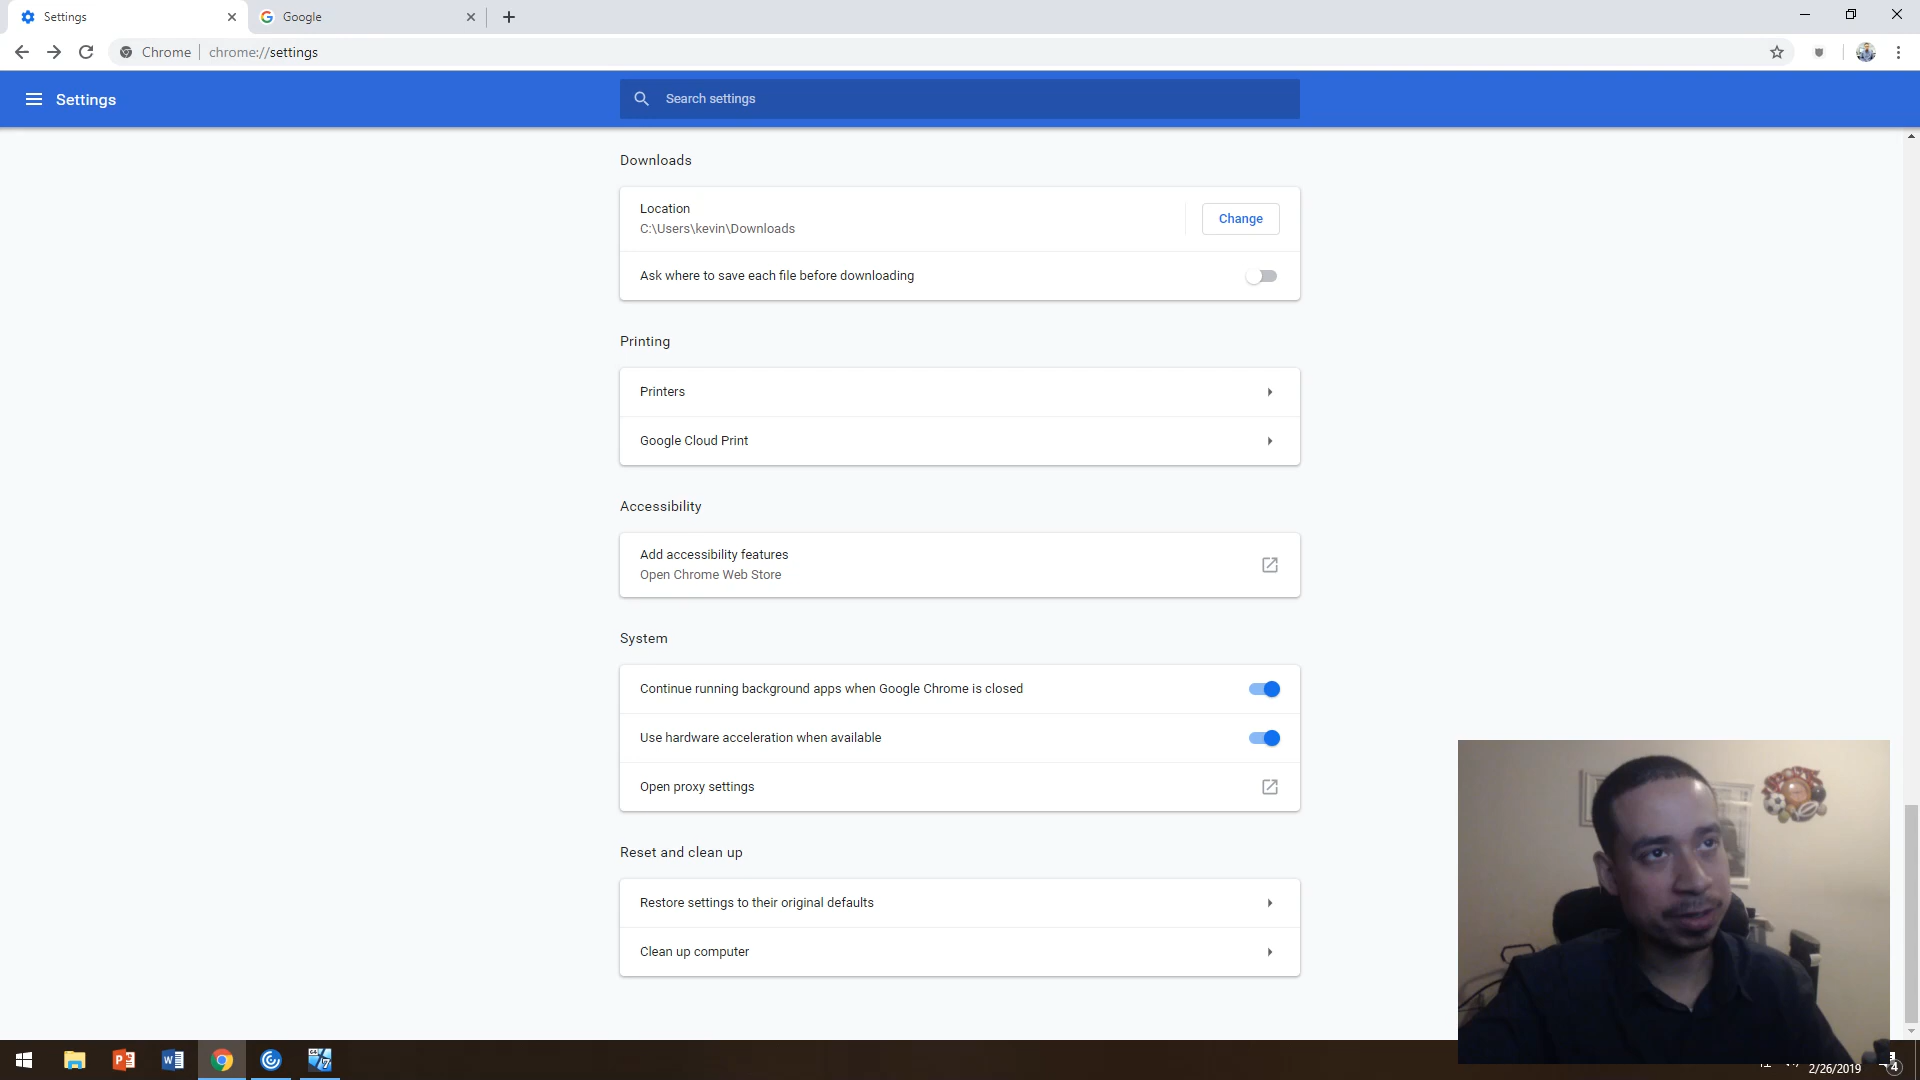 Settings
Google
Chrome chrome://settings
Settings
Search settings
Downloads
Location
C:\Users\kevin\Downloads
Change
Ask where to save each file before downloading
Printing
Printers
Google Cloud Print
Accessibility
Add accessibility features
Open Chrome Web Store
System
Continue running background apps when Google Chrome is closed
Use hardware acceleration when available
Open proxy settings
Reset and clean up
Restore settings to their original defaults
Clean up computer
2/26/2019
4